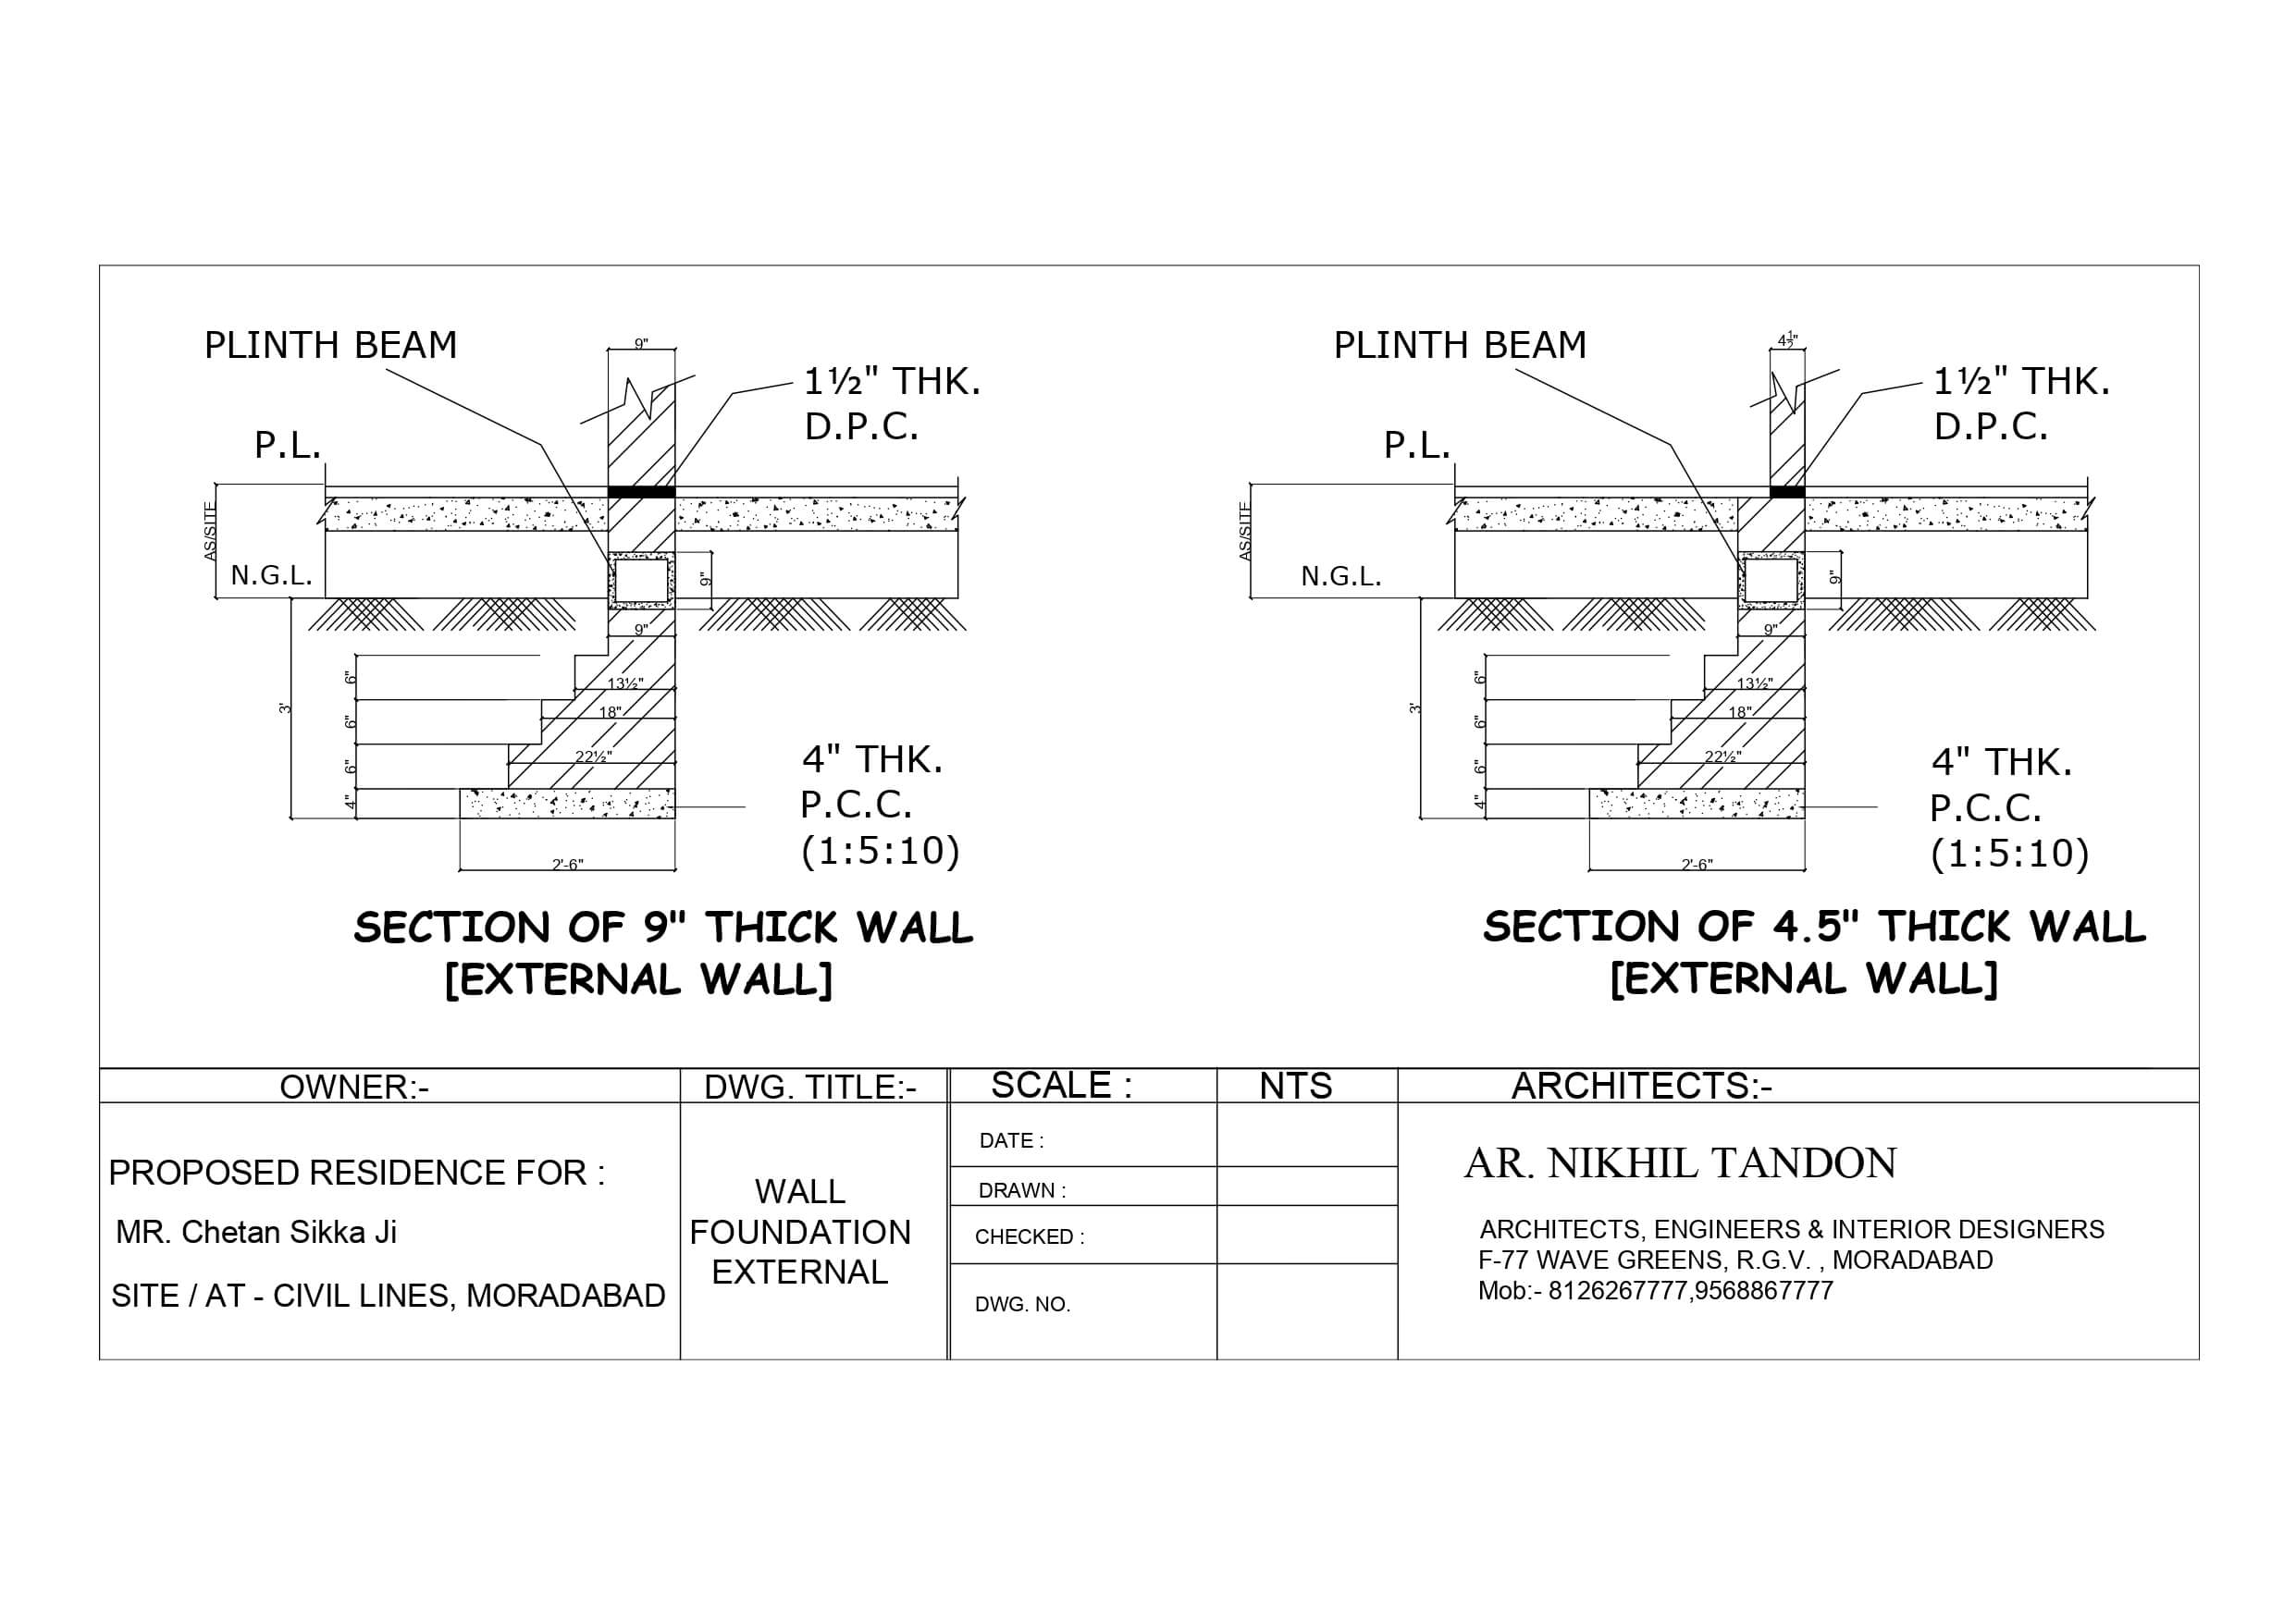 PLINTH BEAM
9"
1½" THK.
D.P.C.
P.L.
AS/SITE
N.G.L.
9"
9"
6"
13½"
3'
18"
6"
22½"
6"
4" THK.
4"
P.C.C.
(1:5:10)
2'-6"
SECTION OF 9" THICK WALL
[EXTERNAL WALL]
PLINTH BEAM
4½"
1½" THK.
D.P.C.
P.L.
AS/SITE
N.G.L.
9"
9"
6"
13½"
3'
18"
6"
22½"
6"
4" THK.
4"
P.C.C.
(1:5:10)
2'-6"
SECTION OF 4.5" THICK WALL
[EXTERNAL WALL]
OWNER:-
PROPOSED RESIDENCE FOR :
MR. Chetan Sikka Ji
SITE / AT - CIVIL LINES, MORADABAD
DWG. TITLE:-
WALL
FOUNDATION
EXTERNAL
SCALE : NTS
DATE :
DRAWN :
CHECKED :
DWG. NO.
ARCHITECTS:-
AR. NIKHIL TANDON
ARCHITECTS, ENGINEERS & INTERIOR DESIGNERS
F-77 WAVE GREENS, R.G.V. , MORADABAD
Mob:- 8126267777,9568867777